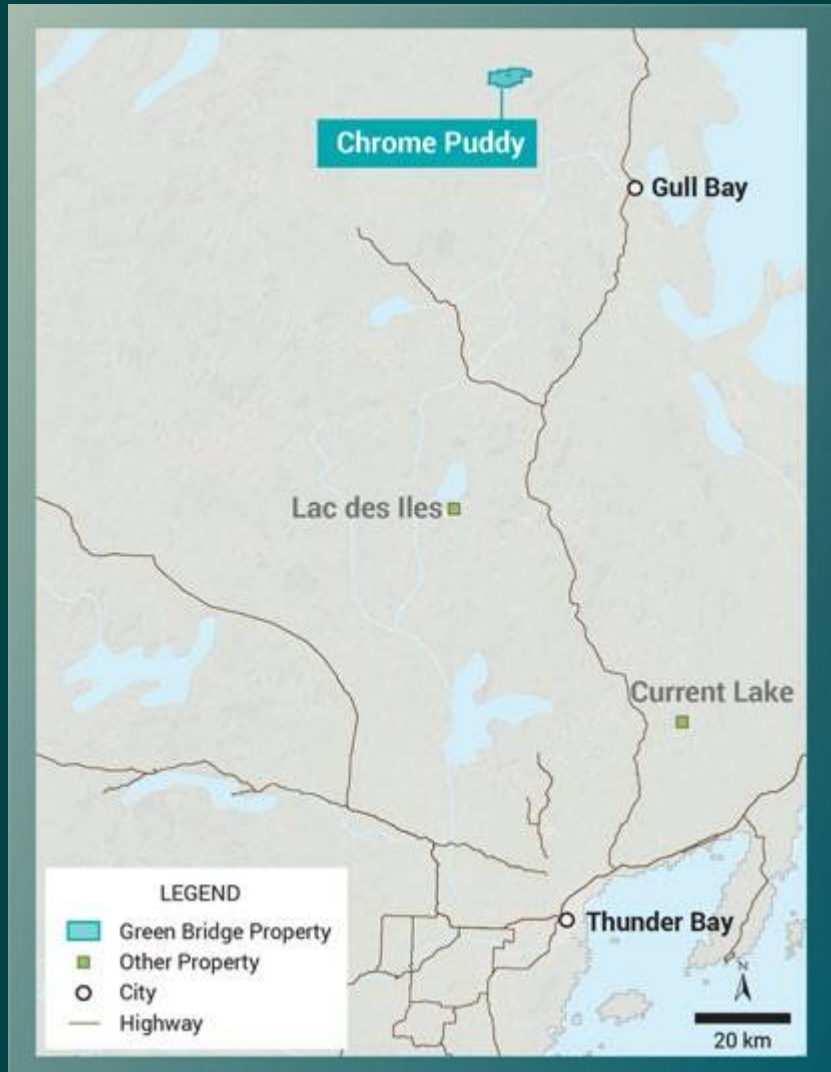 Chrome Puddy
Gull Bay
Lac des Iles
Current Lake
Thunder Bay
LEGEND
Green Bridge Property
Other Property
City
Highway
N
20 km